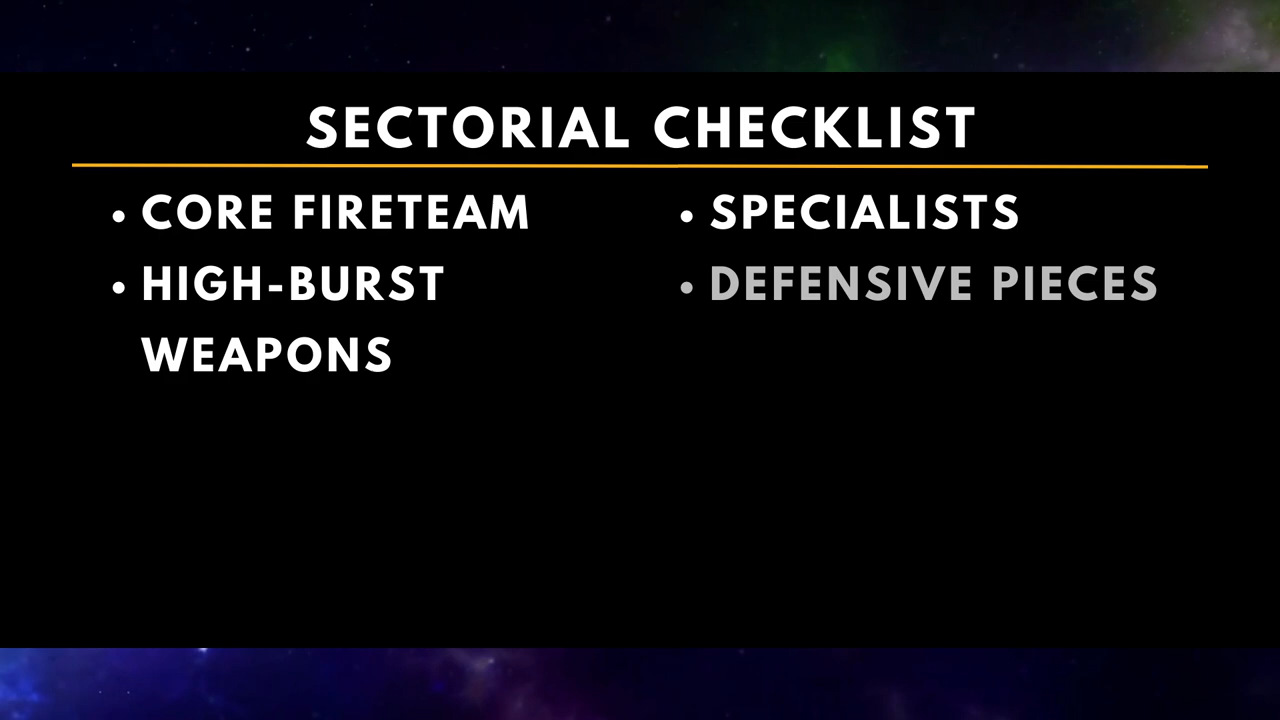 SECTORIAL CHECKLIST
• CORE FIRETEAM
• HIGH-BURST
WEAPONS
• SPECIALISTS
• DEFENSIVE PIECES